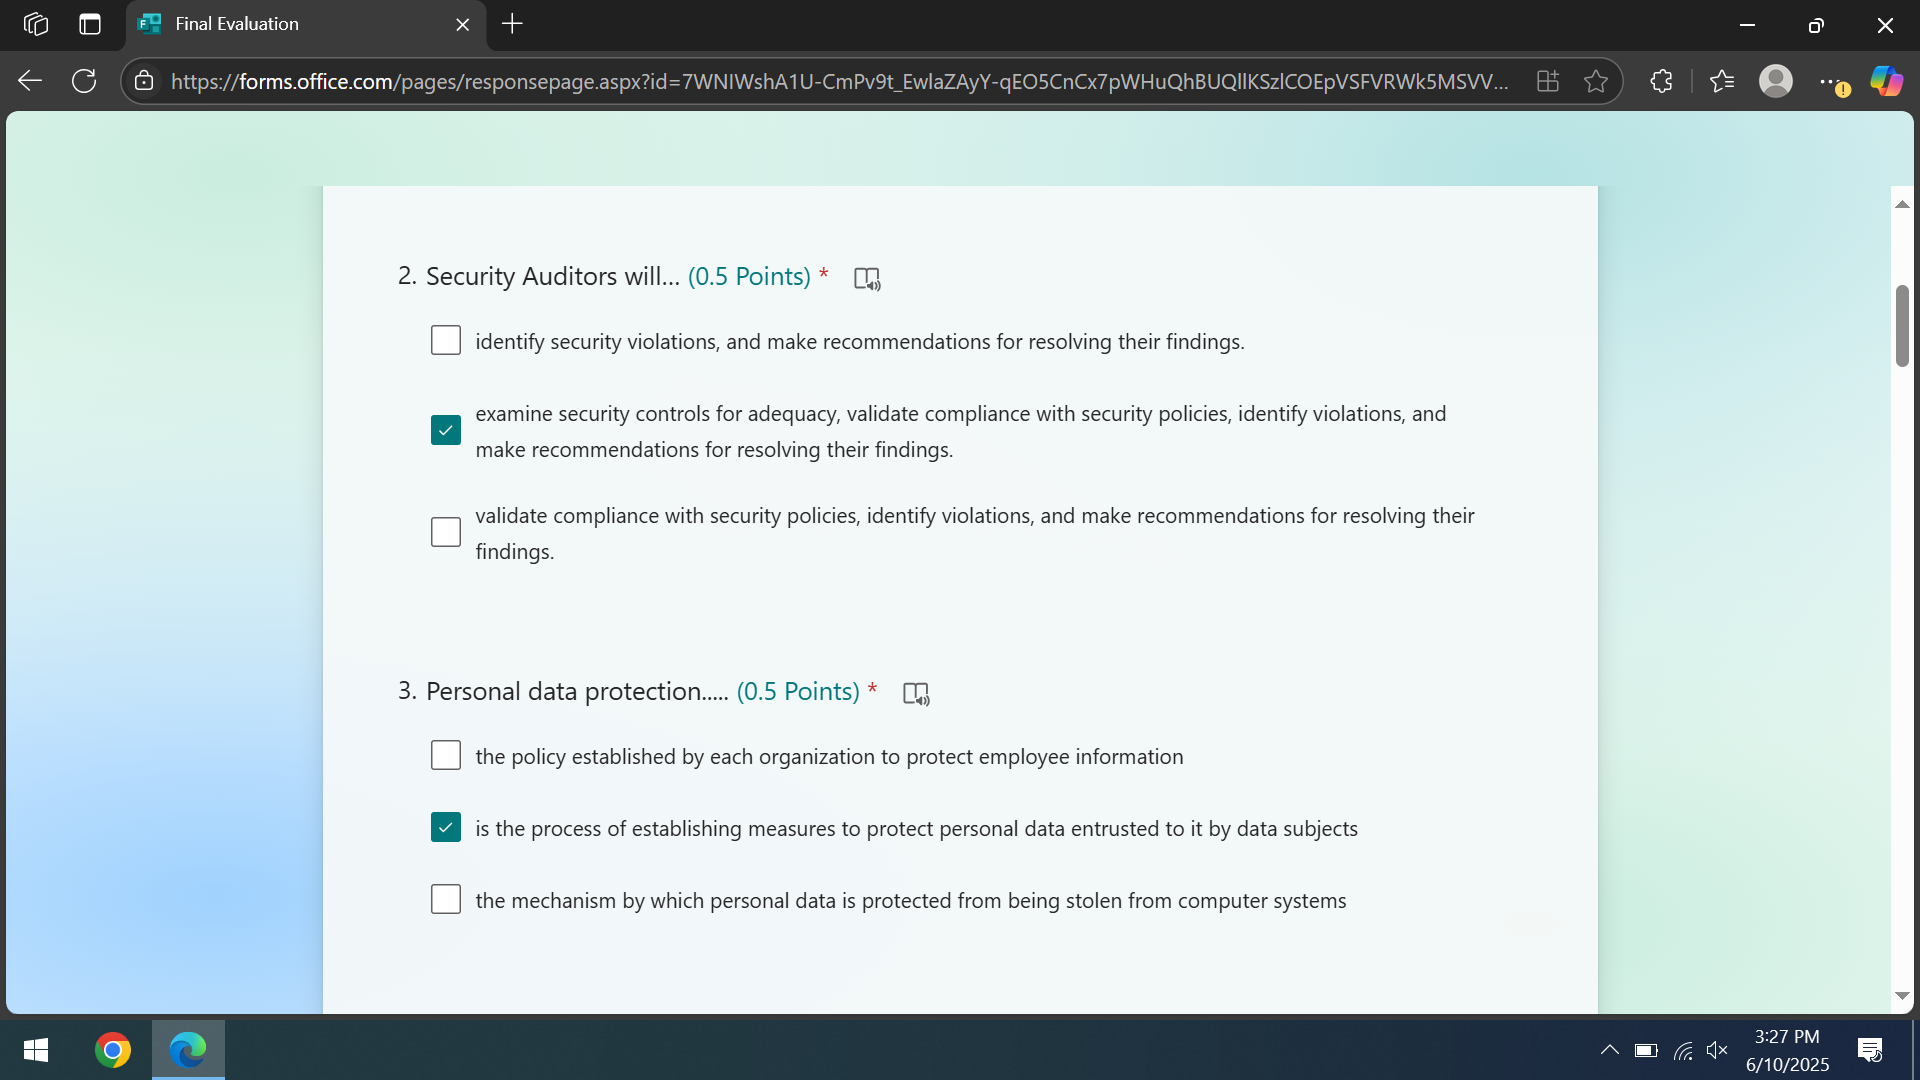 Final Evaluation
https://forms.office.com/pages/responsepage.aspx?id=7WNIWshA1U-CmPv9t_EwlaZAyY-qEO5CnCx7pWHuQhBUQllKSzlCOEpVSFVRWk5MSVV...
2. Security Auditors will... (0.5 Points) *
identify security violations, and make recommendations for resolving their findings.
examine security controls for adequacy, validate compliance with security policies, identify violations, and
make recommendations for resolving their findings.
validate compliance with security policies, identify violations, and make recommendations for resolving their
findings.
3. Personal data protection..... (0.5 Points) *
the policy established by each organization to protect employee information
is the process of establishing measures to protect personal data entrusted to it by data subjects
the mechanism by which personal data is protected from being stolen from computer systems
3:27 PM
6/10/2025